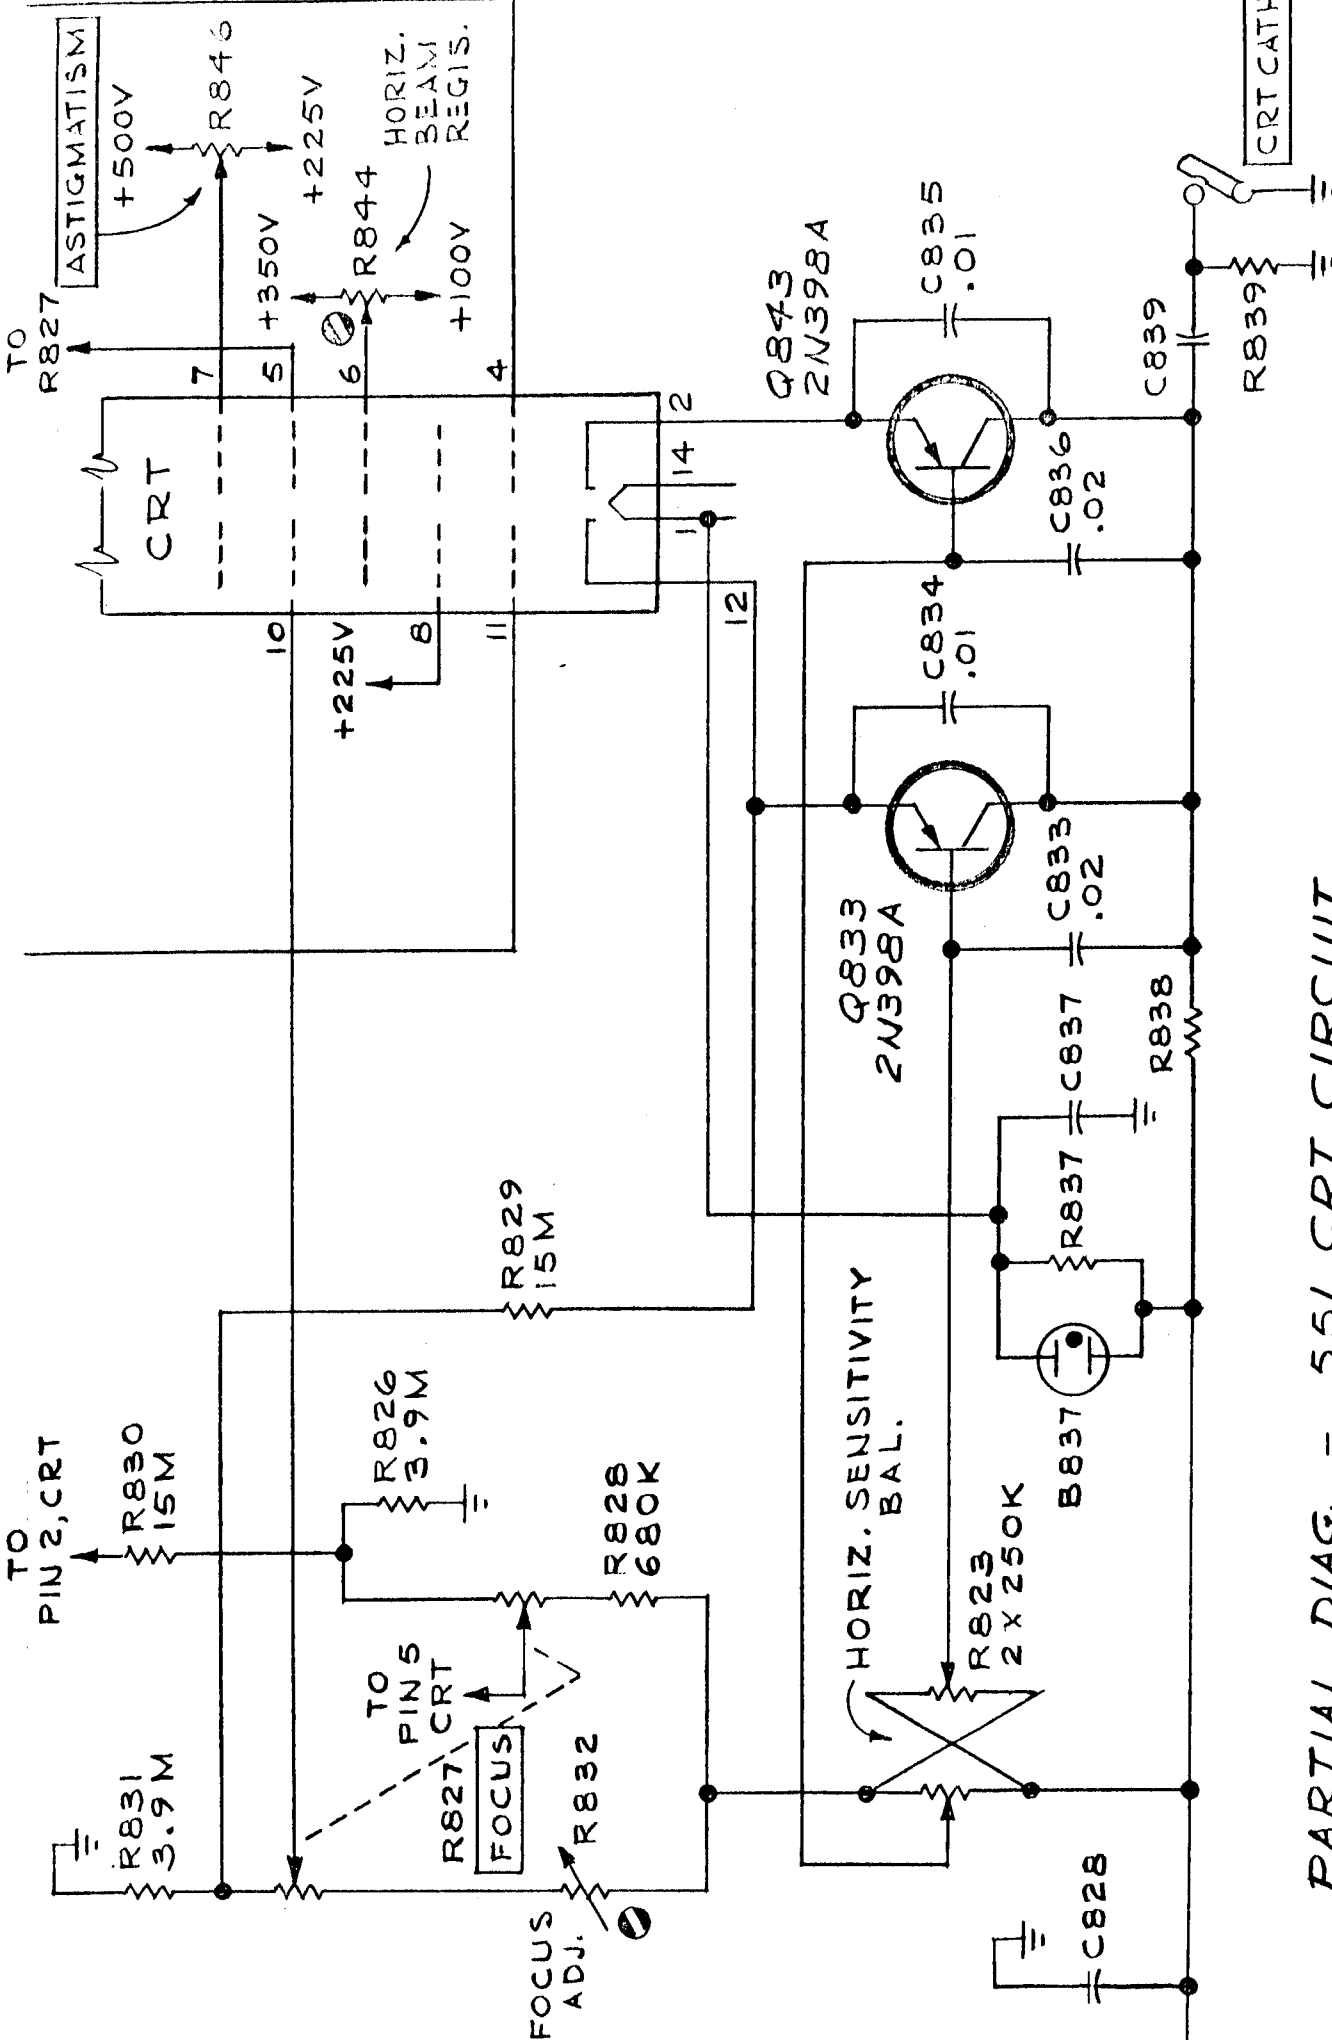 TO
R827
ASTIGMATISM
+500V
R846
+225V
+350V
R844
HORIZ.
BEAM
REGIS.
+100V
CRT
7
5
6
4
10
+225V
8
11
2
14
1
12
TO
PIN 2, CRT
R830
15M
R831
3.9M
R826
3.9M
R829
15M
TO
PIN 5
CRT
R827
FOCUS
R828
680K
FOCUS
ADJ.
R832
Q843
2N398A
C835
.01
C836
.02
C834
.01
Q833
2N398A
C833
.02
HORIZ. SENSITIVITY
BAL.
R823
2 X 250K
B837
R837
C837
R838
C839
R839
CRT CATH
C828
PARTIAL DIAG. - 551 CRT CIRCUIT